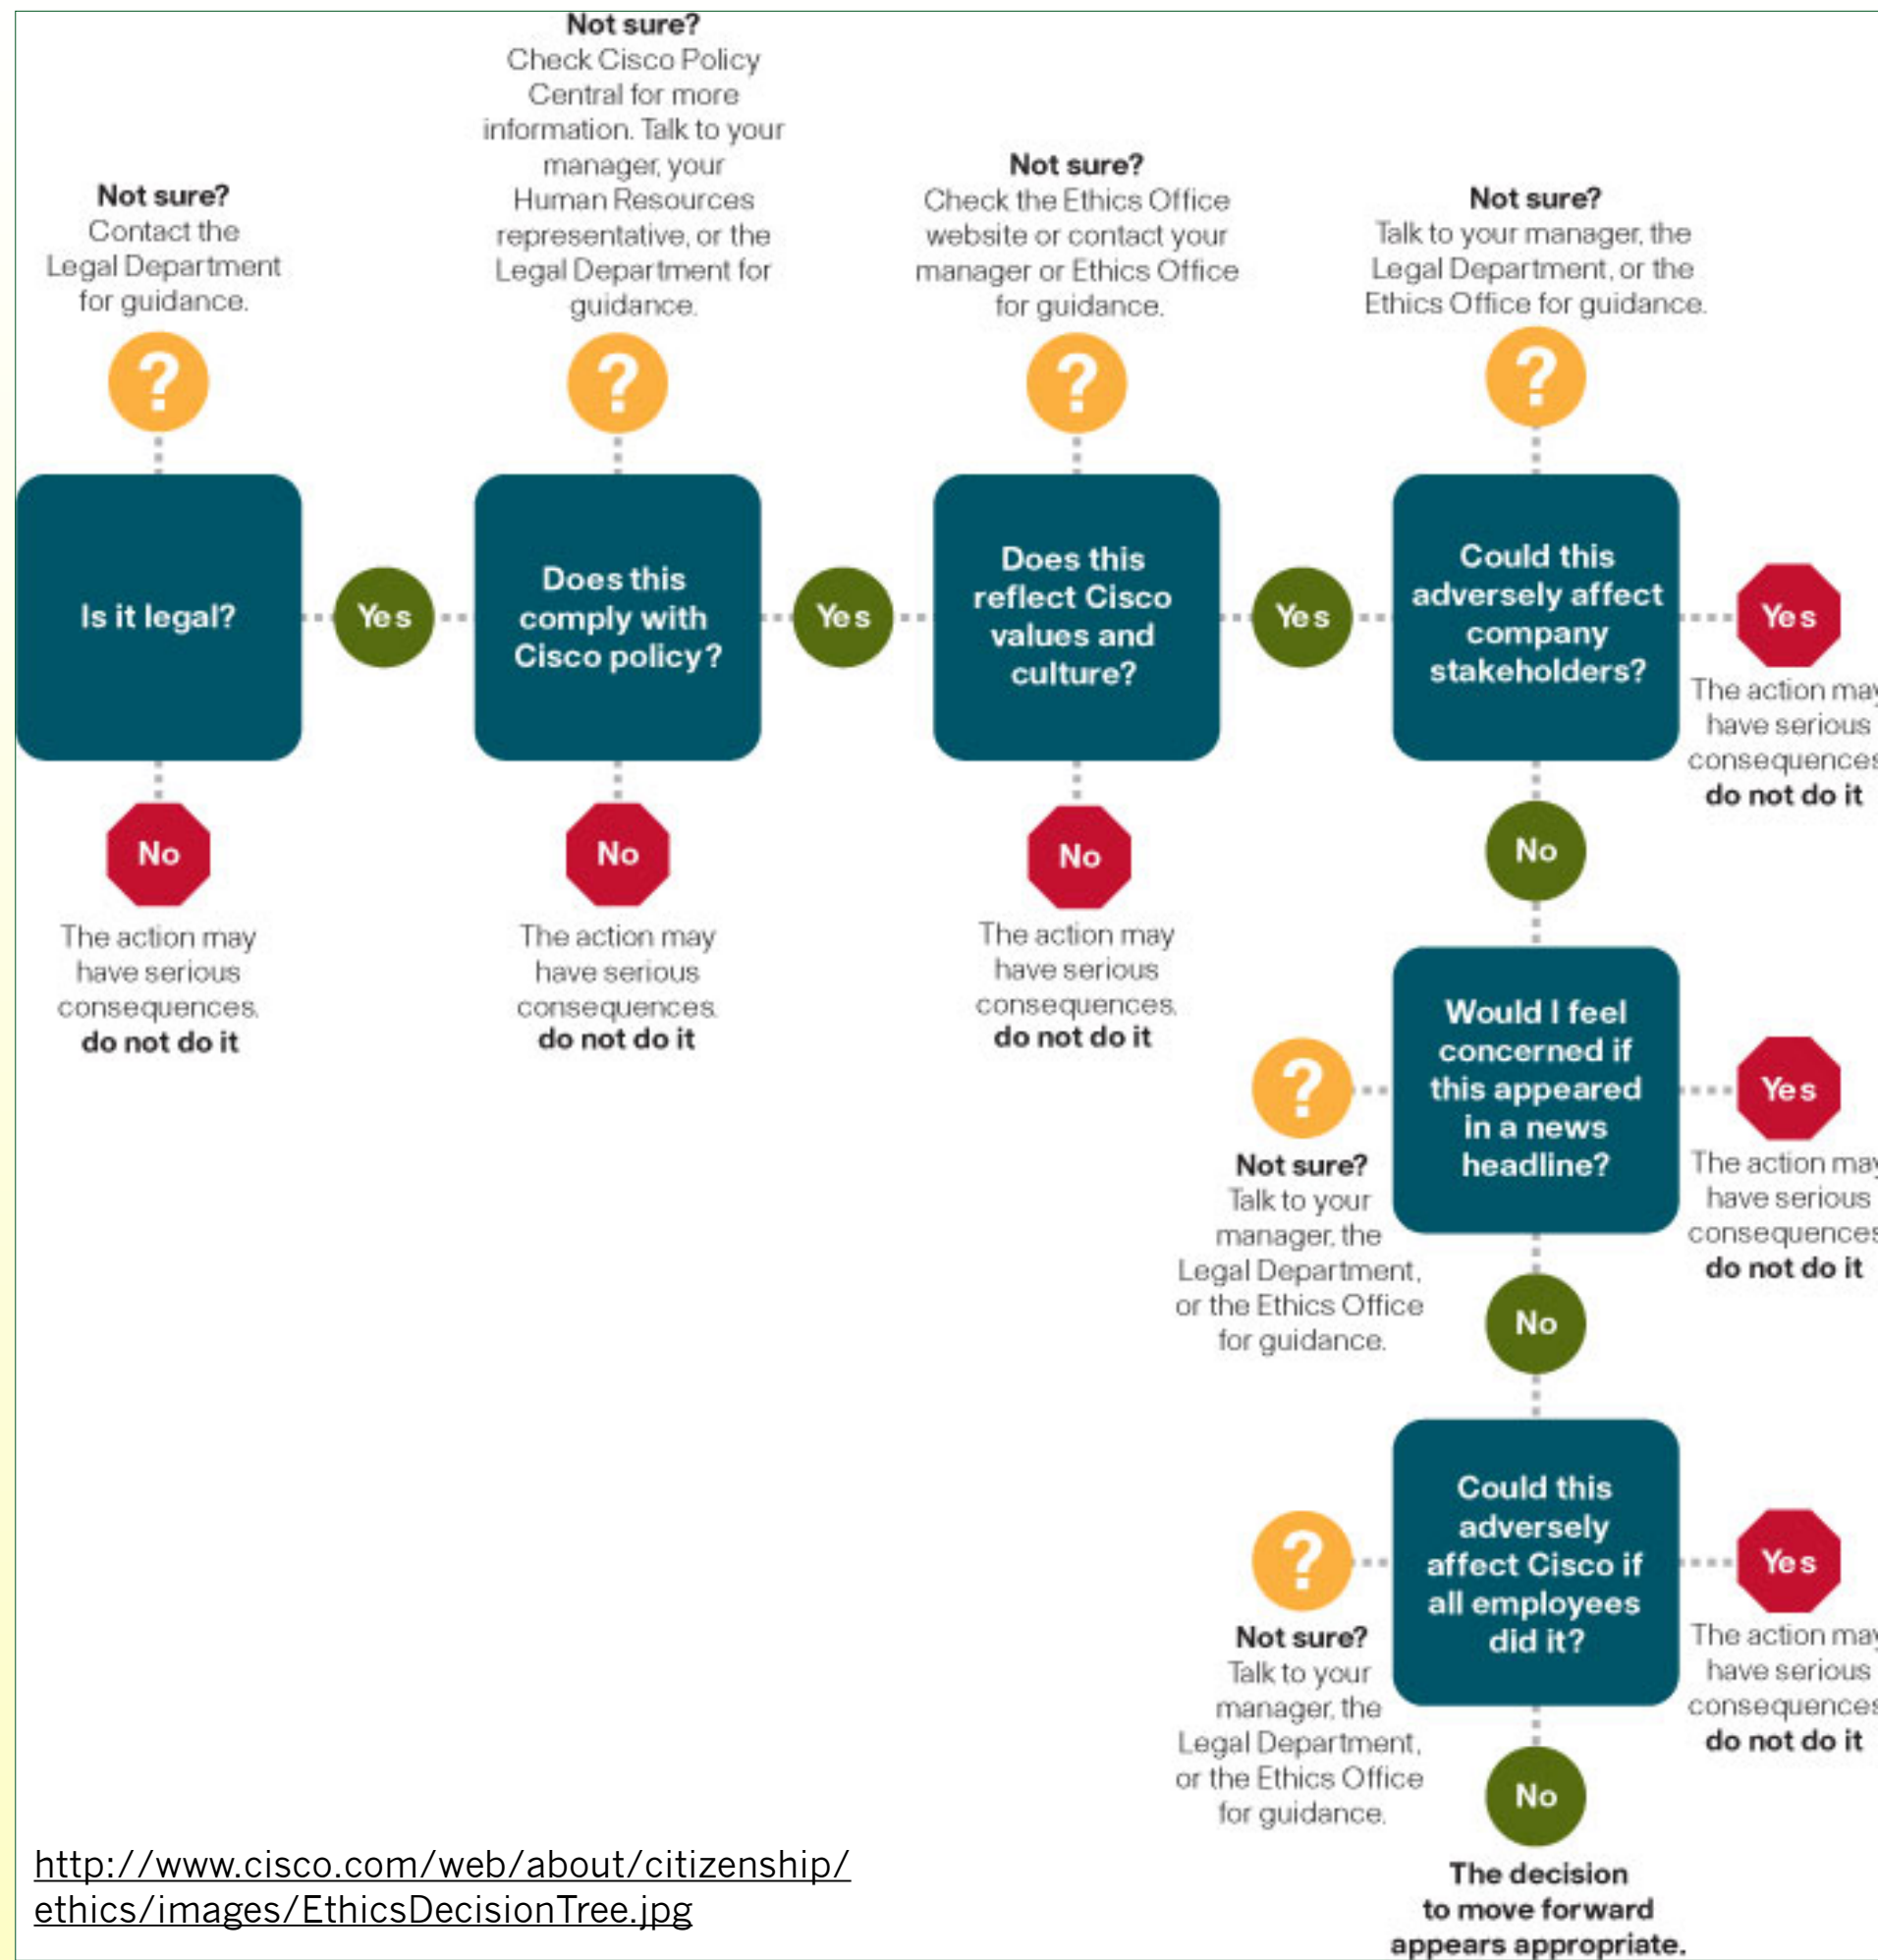 Not sure?
Contact the
Legal Department
for guidance.
Is it legal?
Yes
No
The action may
have serious
consequences.
do not do it
Not sure?
Check Cisco Policy
Central for more
information. Talk to your
manager, your
Human Resources
representative, or the
Legal Department for
guidance.
Does this
comply with
Cisco policy?
Yes
No
The action may
have serious
consequences.
do not do it
Not sure?
Check the Ethics Office
website or contact your
manager or Ethics Office
for guidance.
Does this
reflect Cisco
values and
culture?
Yes
No
The action may
have serious
consequences.
do not do it
Not sure?
Talk to your manager, the
Legal Department, or the
Ethics Office for guidance.
Could this
adversely affect
company
stakeholders?
Yes
The action may
have serious
consequences
do not do it
No
Would I feel
concerned if
this appeared
in a news
headline?
Not sure?
Talk to your
manager, the
Legal Department,
or the Ethics Office
for guidance.
Yes
The action may
have serious
consequences
do not do it
No
Could this
adversely
affect Cisco if
all employees
did it?
Not sure?
Talk to your
manager, the
Legal Department,
or the Ethics Office
for guidance.
Yes
The action may
have serious
consequences
do not do it
No
The decision
to move forward
appears appropriate.
http://www.cisco.com/web/about/citizenship/
ethics/images/EthicsDecisionTree.jpg